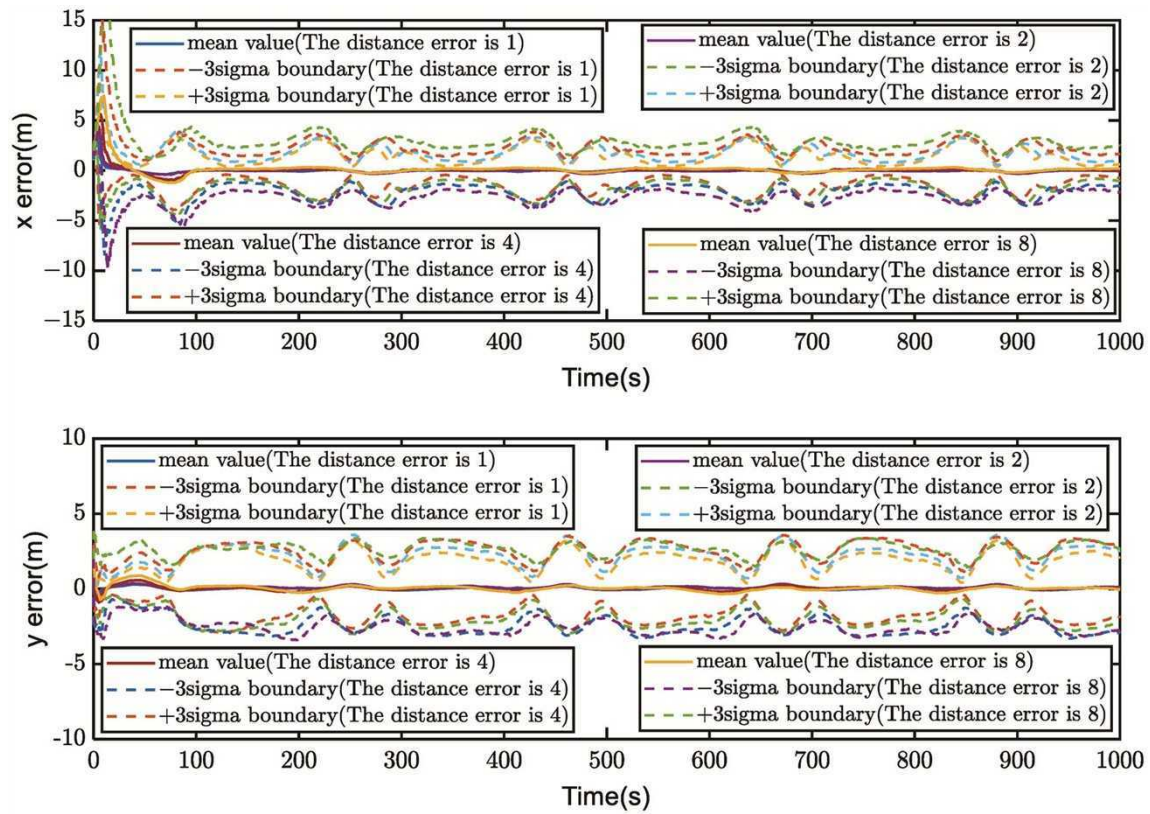 15
10
5
0
−5
−10
−15
x error(m)
mean value(The distance error is 1)
−3sigma boundary(The distance error is 1)
+3sigma boundary(The distance error is 1)
mean value(The distance error is 2)
−3sigma boundary(The distance error is 2)
+3sigma boundary(The distance error is 2)
mean value(The distance error is 4)
−3sigma boundary(The distance error is 4)
+3sigma boundary(The distance error is 4)
mean value(The distance error is 8)
−3sigma boundary(The distance error is 8)
+3sigma boundary(The distance error is 8)
0 100 200 300 400 500 600 700 800 900 1000
Time(s)
10
5
0
-5
-10
y error(m)
mean value(The distance error is 1)
−3sigma boundary(The distance error is 1)
+3sigma boundary(The distance error is 1)
mean value(The distance error is 2)
−3sigma boundary(The distance error is 2)
+3sigma boundary(The distance error is 2)
mean value(The distance error is 4)
−3sigma boundary(The distance error is 4)
+3sigma boundary(The distance error is 4)
mean value(The distance error is 8)
−3sigma boundary(The distance error is 8)
+3sigma boundary(The distance error is 8)
0 100 200 300 400 500 600 700 800 900 1000
Time(s)